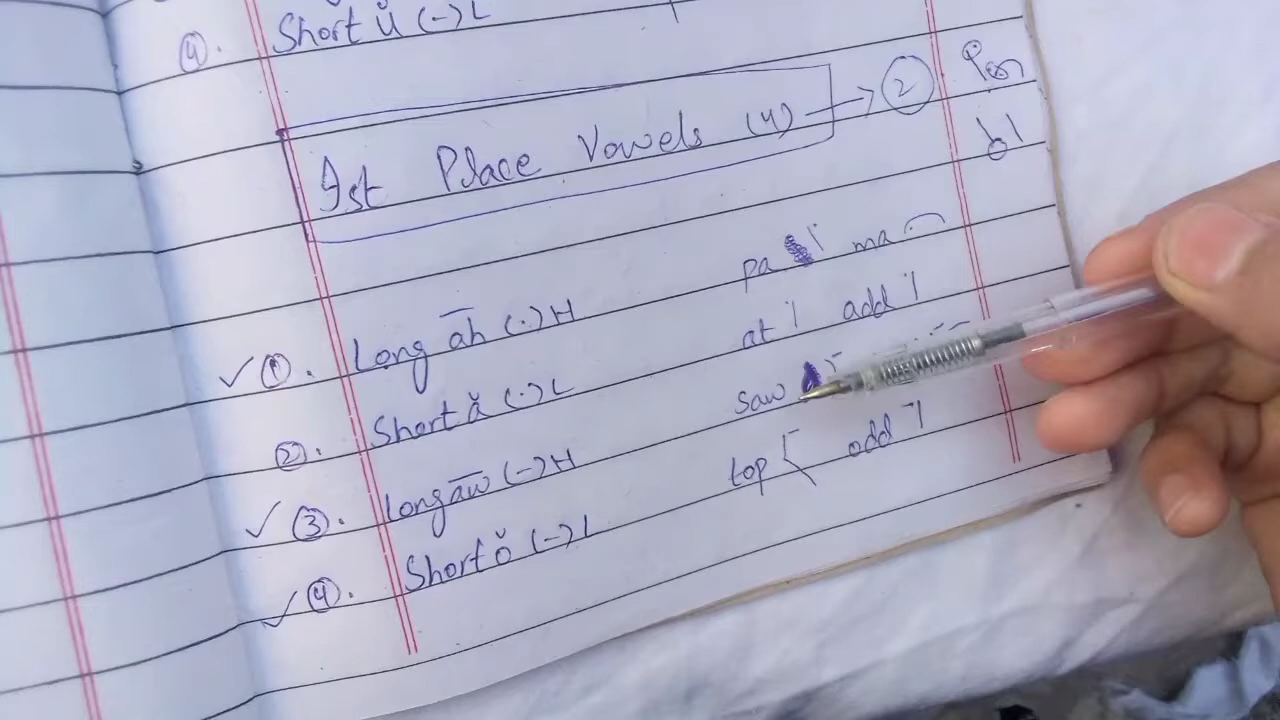 4. Short ŭ (-) L
1st Place Vowels (4) → 2
✓ 1. Long āh (.) H pa ma
2. Short ă (.) L at add
✓ 3. Long āw (-) H saw
✓ 4. Short ŏ (-) L top odd